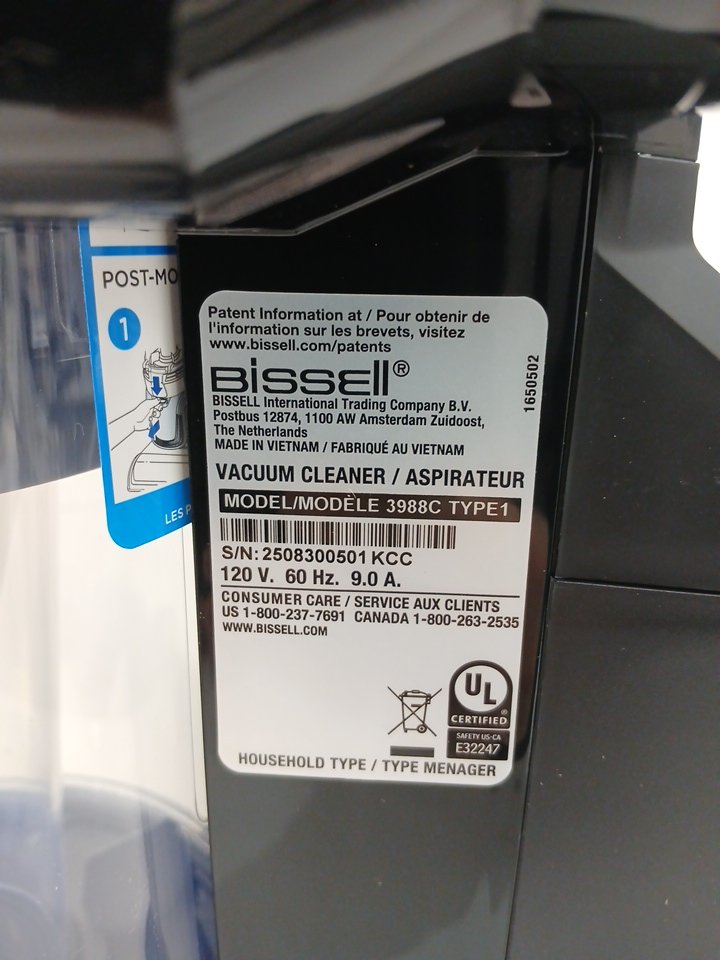 POST-MO
1
LES P
Patent Information at / Pour obtenir de
l'information sur les brevets, visitez
www.bissell.com/patents
BISSELL®
BISSELL International Trading Company B.V.
Postbus 12874, 1100 AW Amsterdam Zuidoost,
The Netherlands
MADE IN VIETNAM / FABRIQUÉ AU VIETNAM
1650502
VACUUM CLEANER / ASPIRATEUR
MODEL/MODÈLE 3988C TYPE1
S/N: 2508300501KCC
120 V. 60 Hz. 9.0 A.
CONSUMER CARE / SERVICE AUX CLIENTS
US 1-800-237-7691 CANADA 1-800-263-2535
WWW.BISSELL.COM
UL®
CERTIFIED
SAFETY US-CA
E32247
HOUSEHOLD TYPE / TYPE MENAGER